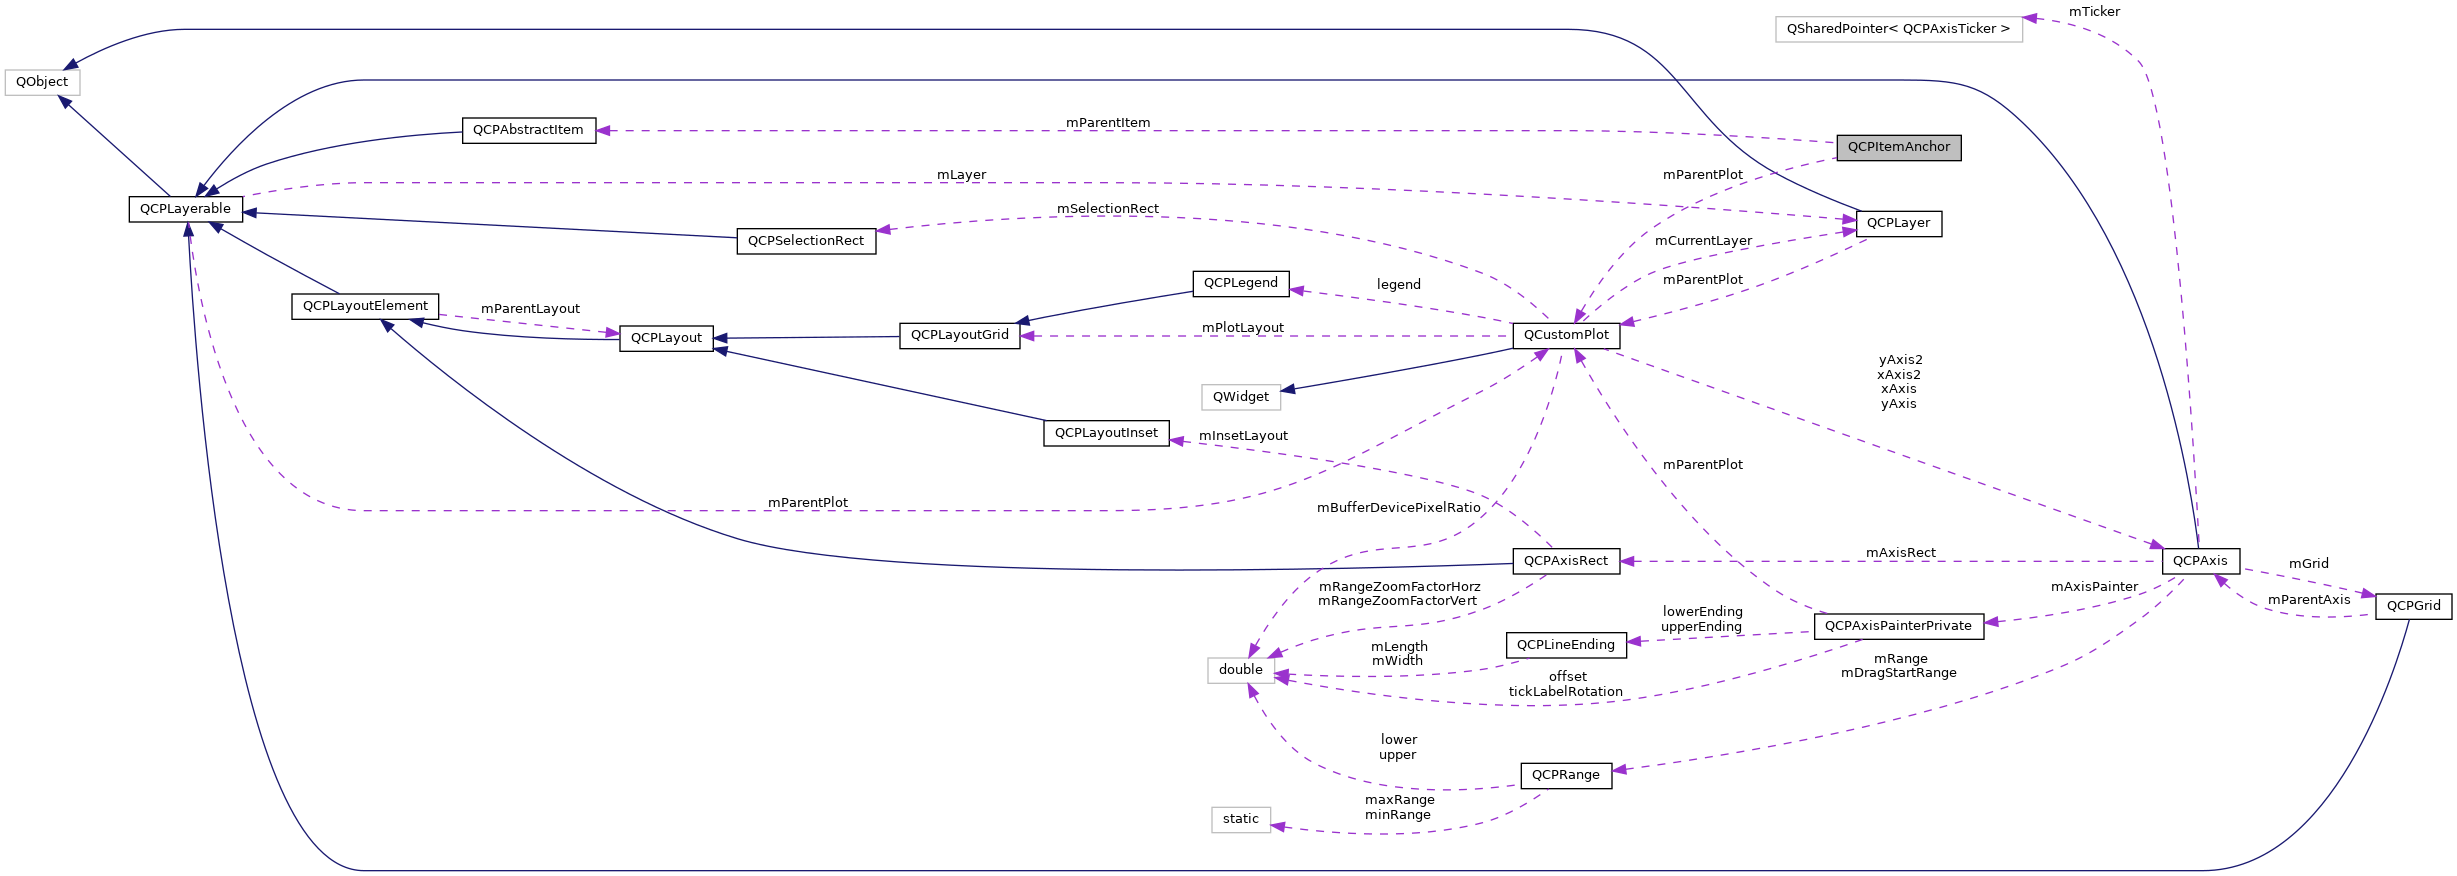 mTicker
QSharedPointer< QCPAxisTicker >
QObject
mParentItem
QCPAbstractItem
QCPItemAnchor
mLayer
mParentPlot
QCPLayerable
mSelectionRect
QCPLayer
QCPSelectionRect
mCurrentLayer
mParentPlot
legend
QCPLegend
QCPLayoutElement
mParentLayout
mPlotLayout
QCPLayout
QCPLayoutGrid
QCustomPlot
yAxis2
xAxis2
xAxis
yAxis
QWidget
QCPLayoutInset
mInsetLayout
mParentPlot
mParentPlot
mBufferDevicePixelRatio
mAxisRect
QCPAxisRect
QCPAxis
mGrid
mRangeZoomFactorHorz
mRangeZoomFactorVert
mAxisPainter
mParentAxis
QCPGrid
lowerEnding
upperEnding
QCPAxisPainterPrivate
QCPLineEnding
mLength
mWidth
double
mRange
mDragStartRange
offset
tickLabelRotation
lower
upper
QCPRange
maxRange
minRange
static